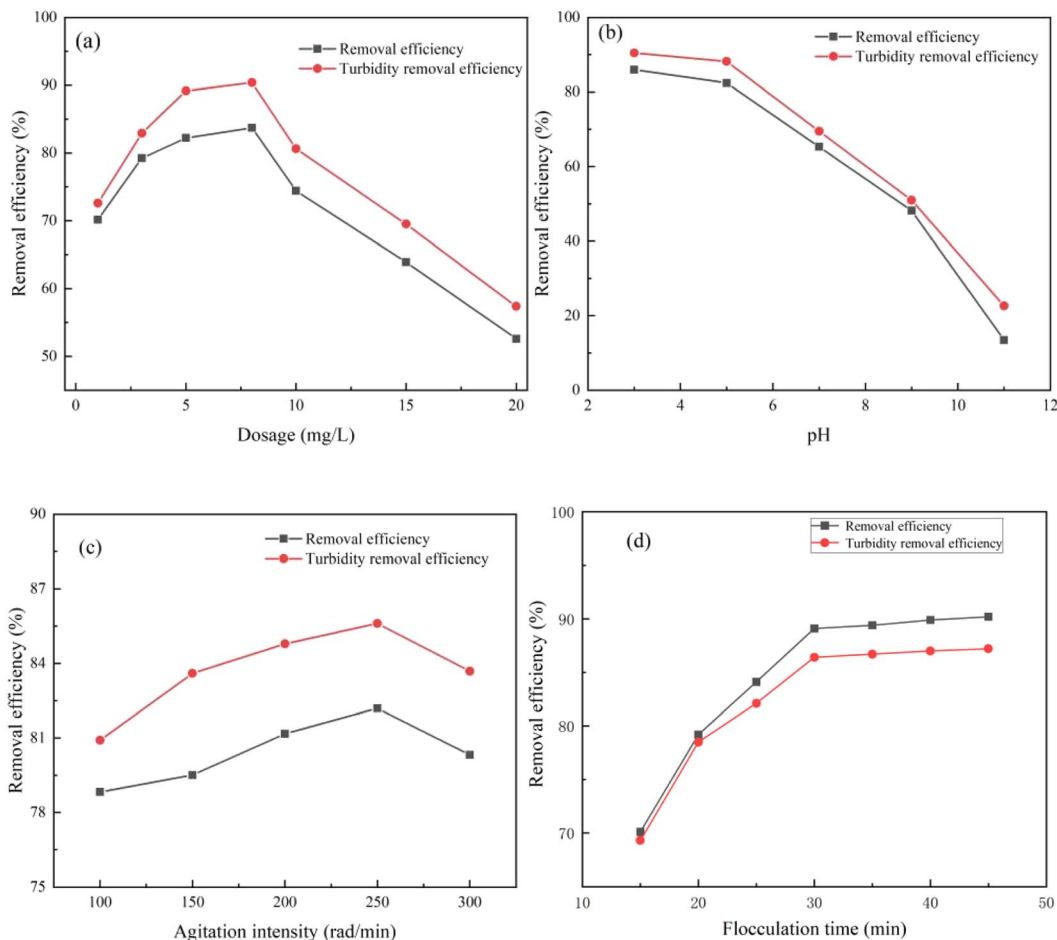 (a)
Removal efficiency
Turbidity removal efficiency
Removal efficiency (%)
100
90
80
70
60
50
0 5 10 15 20
Dosage (mg/L)
(b)
Removal efficiency
Turbidity removal efficiency
Removal efficiency (%)
100
80
60
40
20
0
2 4 6 8 10 12
pH
(c)
Removal efficiency
Turbidity removal efficiency
Removal efficiency (%)
90
87
84
81
78
75
100 150 200 250 300
Agitation intensity (rad/min)
(d)
Removal efficiency
Turbidity removal efficiency
Removal efficiency (%)
100
90
80
70
10 20 30 40 50
Flocculation time (min)